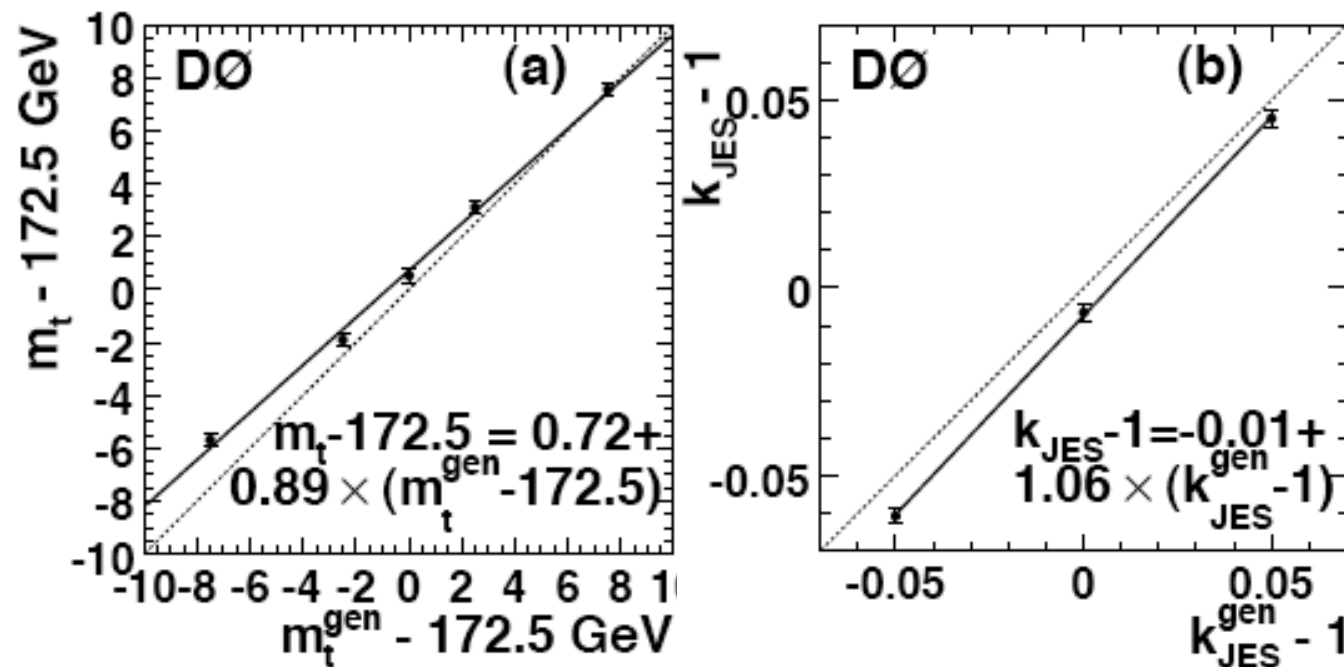 DØ
(a)
m_t - 172.5 GeV
10
8
6
4
2
0
-2
-4
-6
-8
-10
m_t-172.5 = 0.72+
0.89 × (m_t^gen-172.5)
-10 -8 -6 -4 -2 0 2 4 6 8 10
m_t^gen - 172.5 GeV
DØ
(b)
k_JES - 1
0.05
0
-0.05
k_JES-1=-0.01+
1.06 × (k_JES^gen-1)
-0.05 0 0.05
k_JES^gen - 1